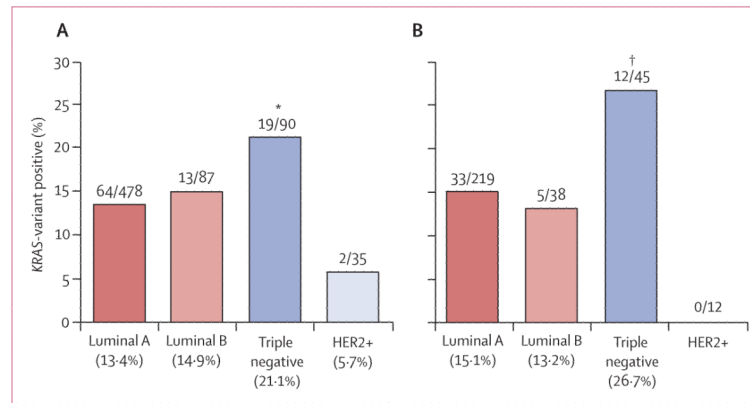 A
KRAS-variant positive (%)
30
25
20
15
10
5
0
64/478
13/87
*
19/90
2/35
Luminal A
(13·4%)
Luminal B
(14·9%)
Triple
negative
(21·1%)
HER2+
(5·7%)
B
33/219
5/38
†
12/45
0/12
Luminal A
(15·1%)
Luminal B
(13·2%)
Triple
negative
(26·7%)
HER2+